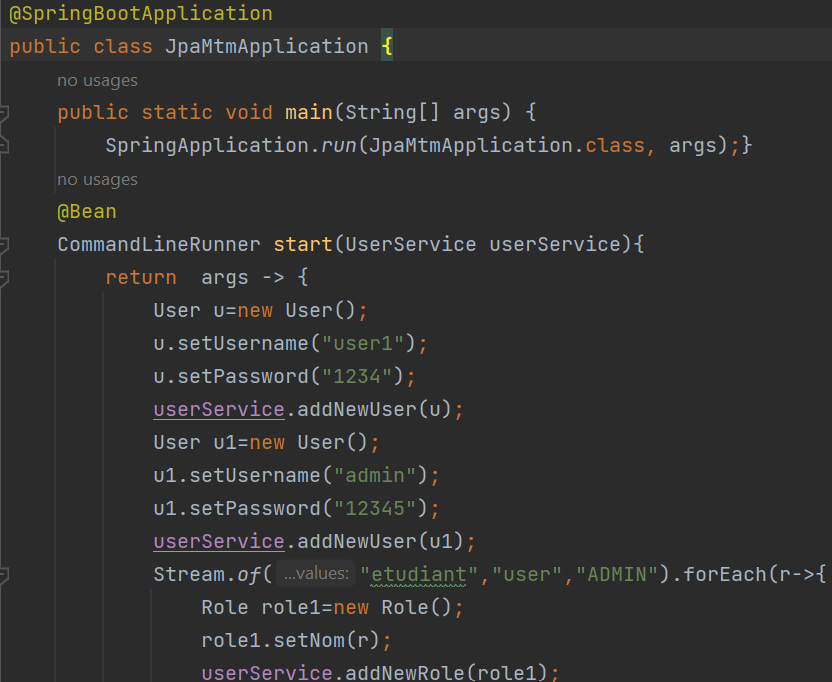 @SpringBootApplication
public class JpaMtmApplication {
no usages
public static void main(String[] args) {
SpringApplication.run(JpaMtmApplication.class, args);}
no usages
@Bean
CommandLineRunner start(UserService userService){
return  args -> {
User u=new User();
u.setUsername("user1");
u.setPassword("1234");
userService.addNewUser(u);
User u1=new User();
u1.setUsername("admin");
u1.setPassword("12345");
userService.addNewUser(u1);
Stream.of( ...values: "etudiant","user","ADMIN").forEach(r->{
Role role1=new Role();
role1.setNom(r);
userService.addNewRole(role1);